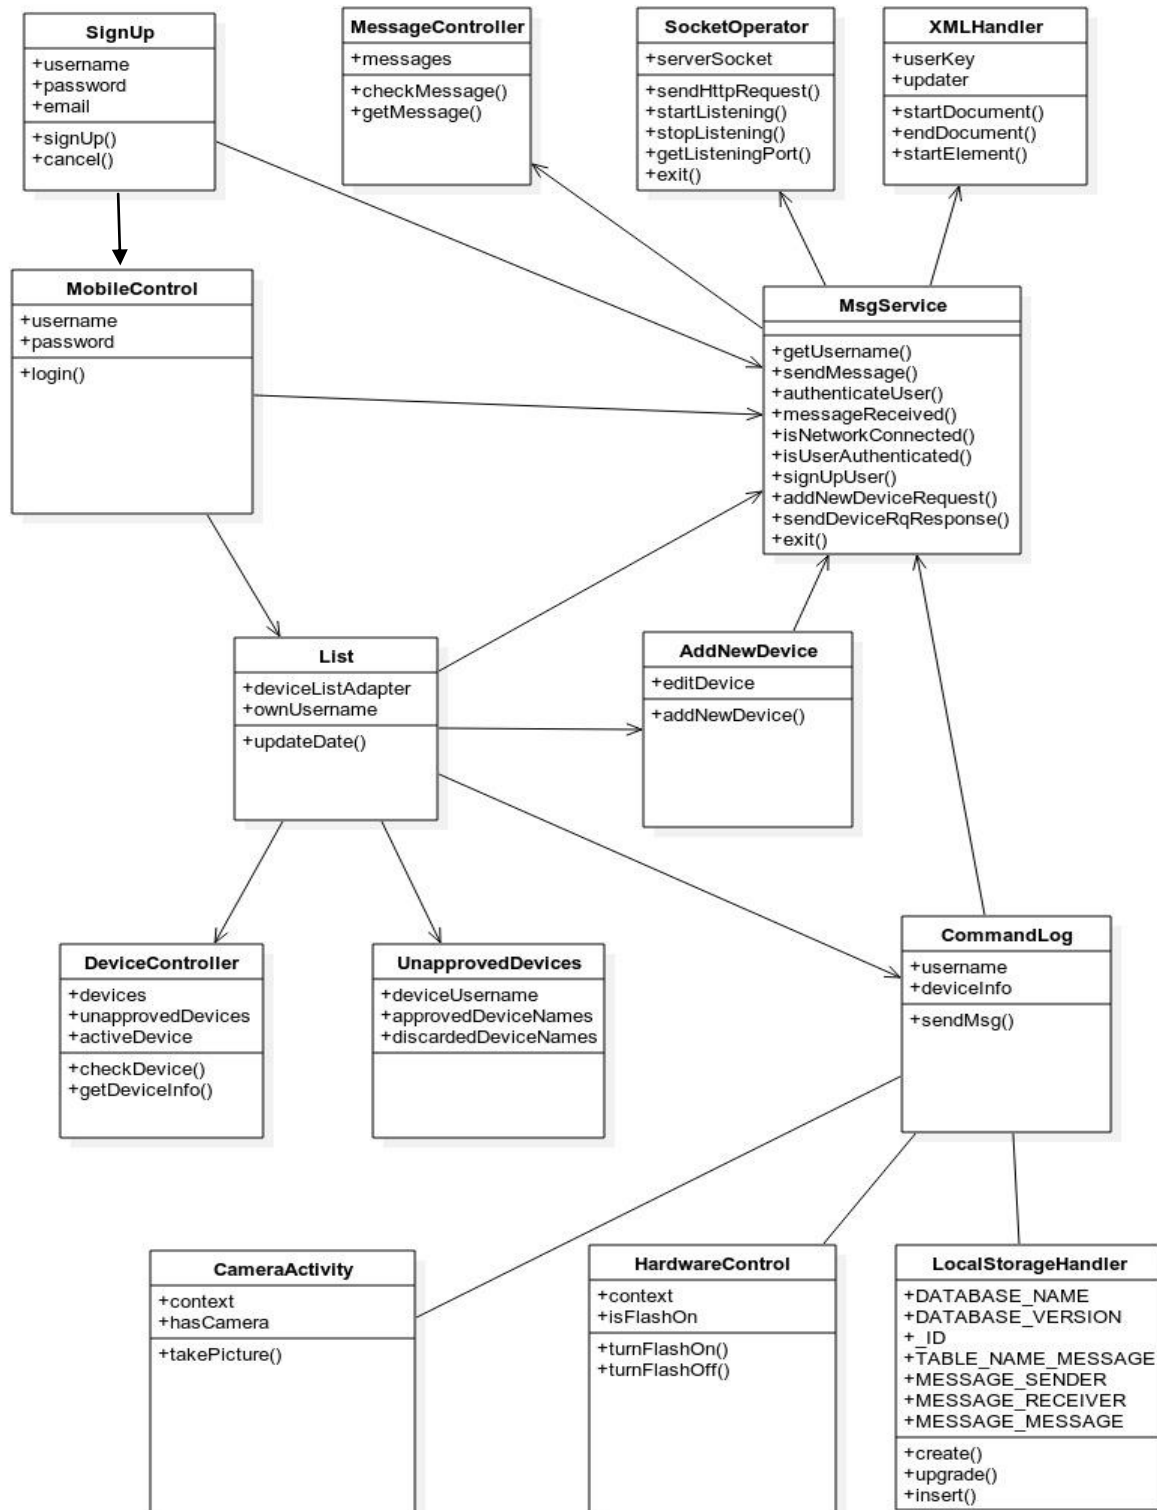 SignUp
+username
+password
+email
+signUp()
+cancel()
MessageController
+messages
+checkMessage()
+getMessage()
SocketOperator
+serverSocket
+sendHttpRequest()
+startListening()
+stopListening()
+getListeningPort()
+exit()
XMLHandler
+userKey
+updater
+startDocument()
+endDocument()
+startElement()
MobileControl
+username
+password
+login()
MsgService
+getUsername()
+sendMessage()
+authenticateUser()
+messageReceived()
+isNetworkConnected()
+isUserAuthenticated()
+signUpUser()
+addNewDeviceRequest()
+sendDeviceRqResponse()
+exit()
List
+deviceListAdapter
+ownUsername
+updateDate()
AddNewDevice
+editDevice
+addNewDevice()
DeviceController
+devices
+unapprovedDevices
+activeDevice
+checkDevice()
+getDeviceInfo()
UnapprovedDevices
+deviceUsername
+approvedDeviceNames
+discardedDeviceNames
CommandLog
+username
+deviceInfo
+sendMsg()
CameraActivity
+context
+hasCamera
+takePicture()
HardwareControl
+context
+isFlashOn
+turnFlashOn()
+turnFlashOff()
LocalStorageHandler
+DATABASE_NAME
+DATABASE_VERSION
+_ID
+TABLE_NAME_MESSAGE
+MESSAGE_SENDER
+MESSAGE_RECEIVER
+MESSAGE_MESSAGE
+create()
+upgrade()
+insert()